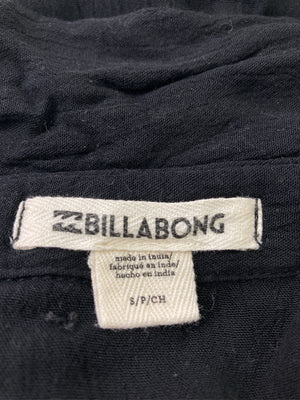 BILLABONG
made in india/
fabriqué en inde/
hecho en india
S/P/CH